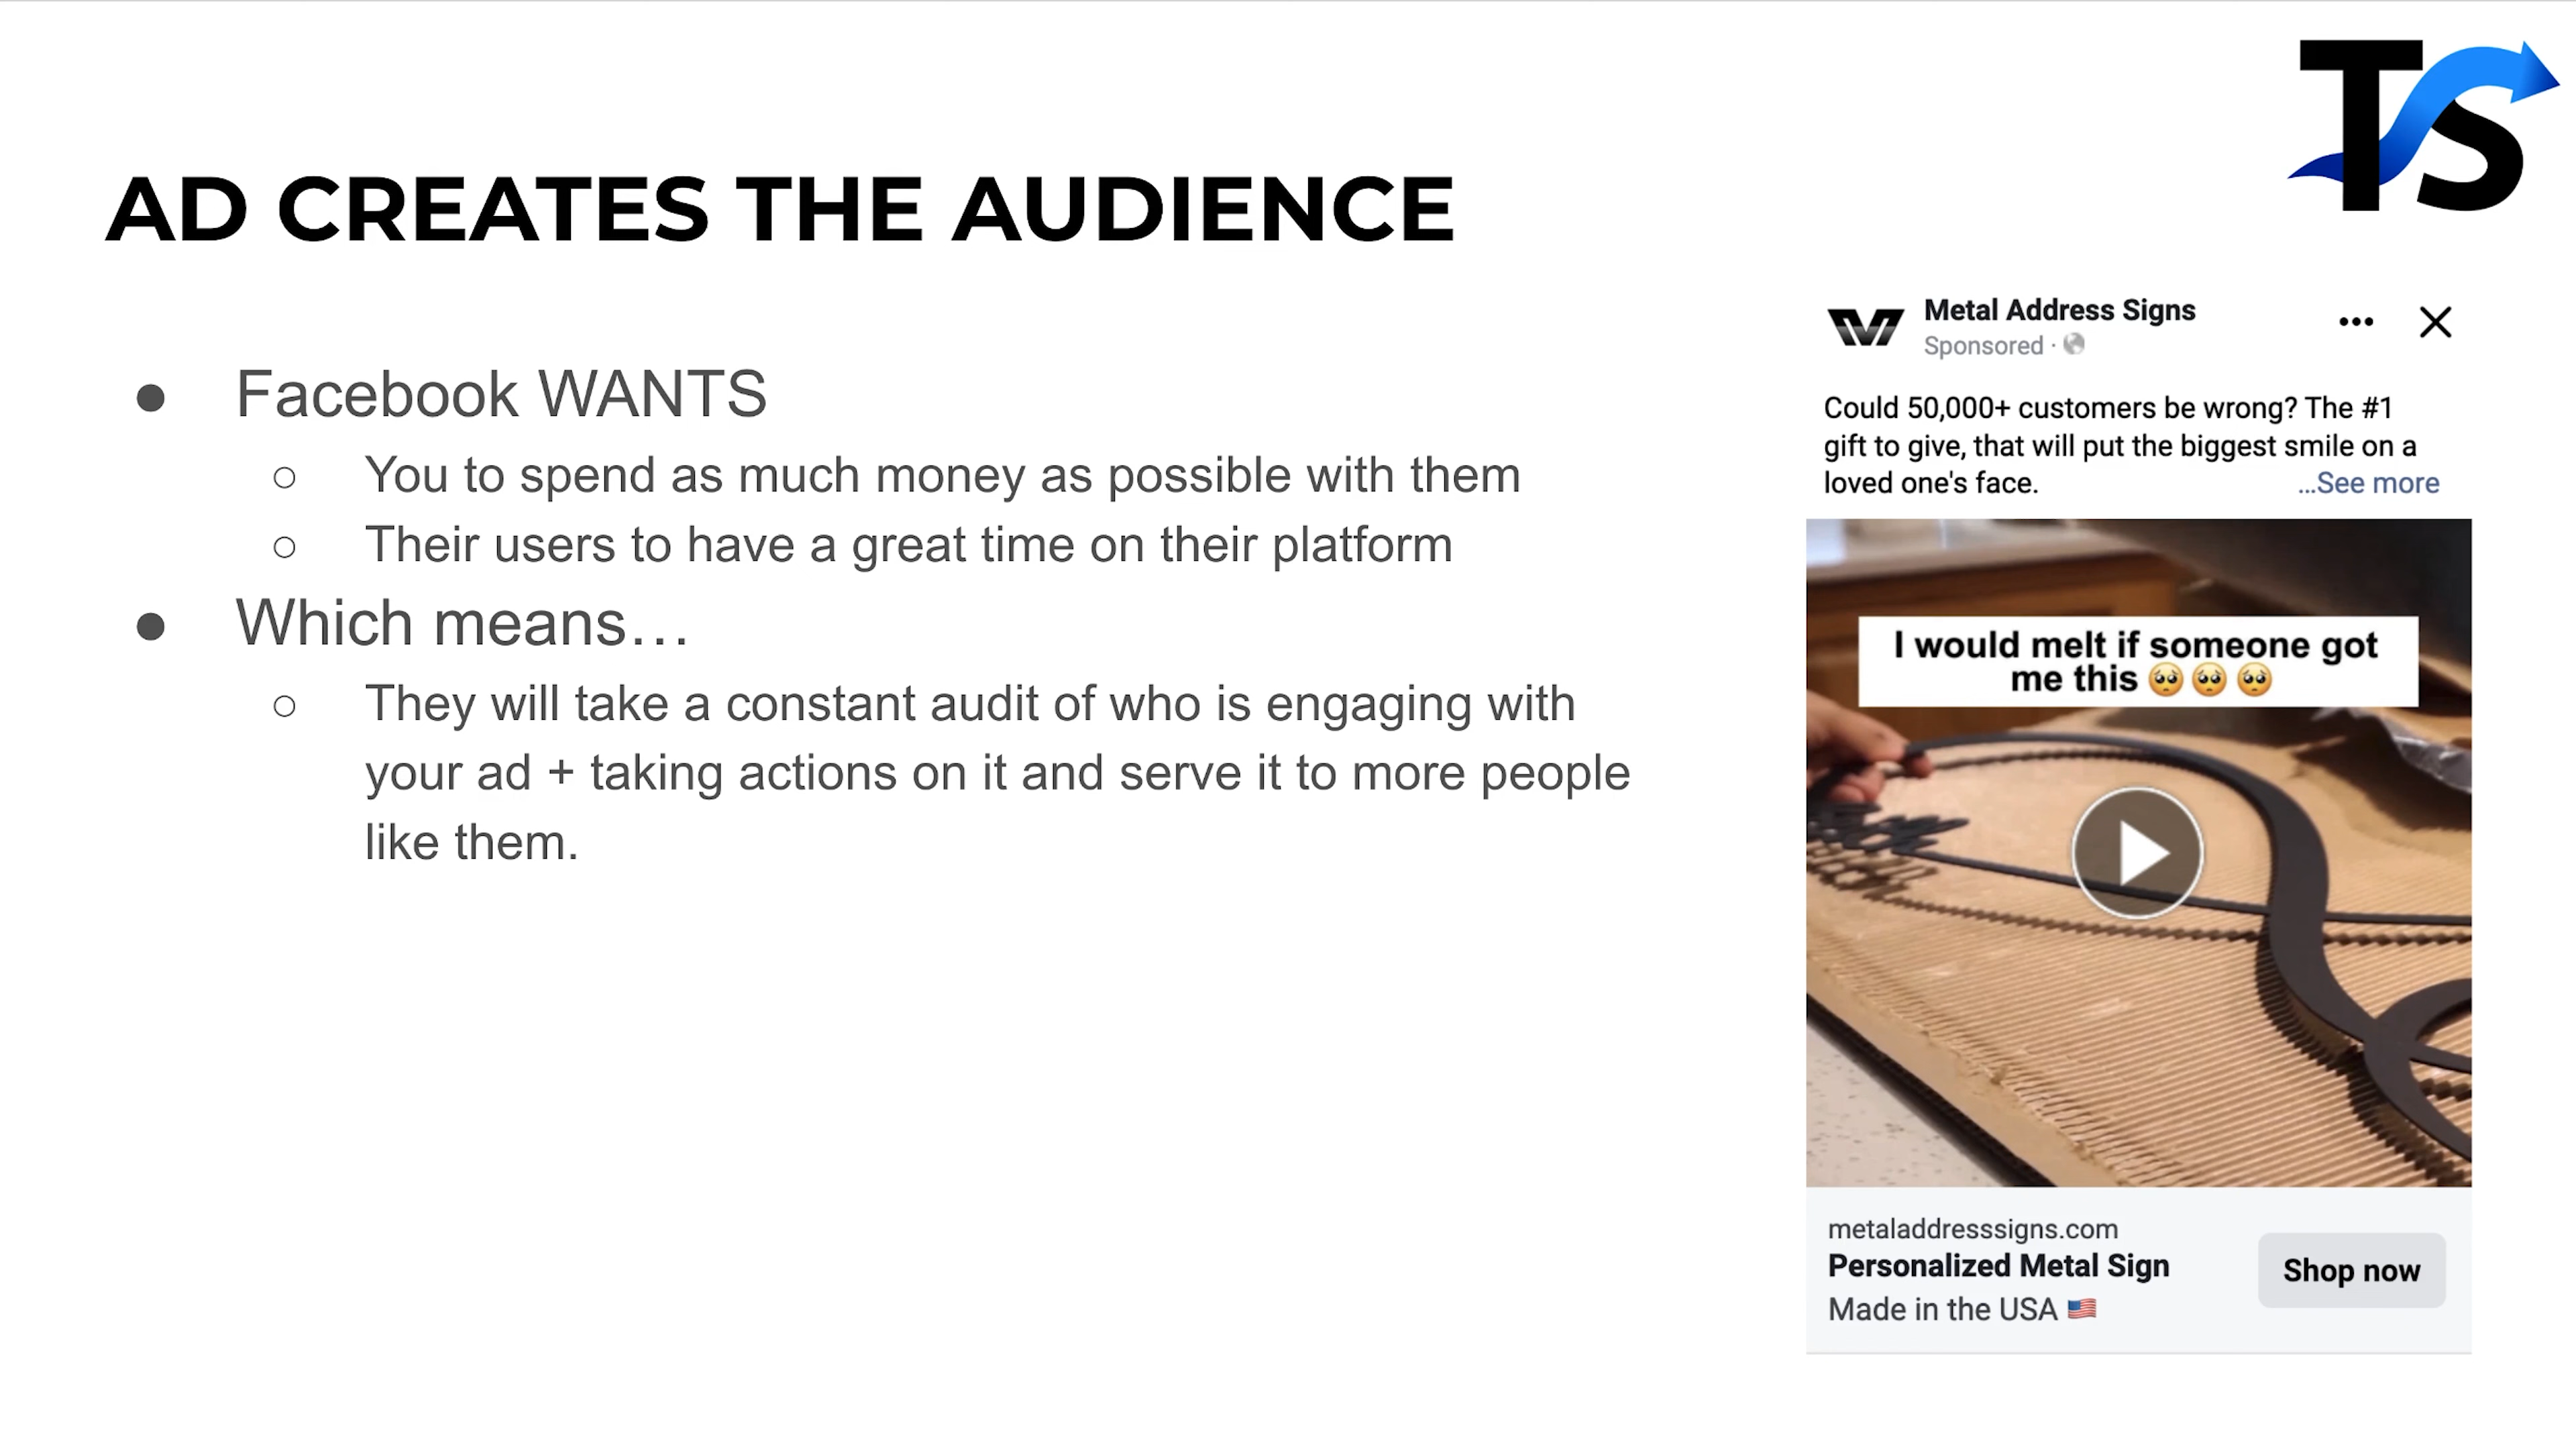 TS
AD CREATES THE AUDIENCE
● Facebook WANTS
○ You to spend as much money as possible with them
○ Their users to have a great time on their platform
● Which means…
○ They will take a constant audit of who is engaging with
your ad + taking actions on it and serve it to more people
like them.
Metal Address Signs
Sponsored ·
Could 50,000+ customers be wrong? The #1
gift to give, that will put the biggest smile on a
loved one's face. ...See more
I would melt if someone got
me this 🥺🥺🥺
metaladdresssigns.com
Personalized Metal Sign
Made in the USA 🇺🇸
Shop now